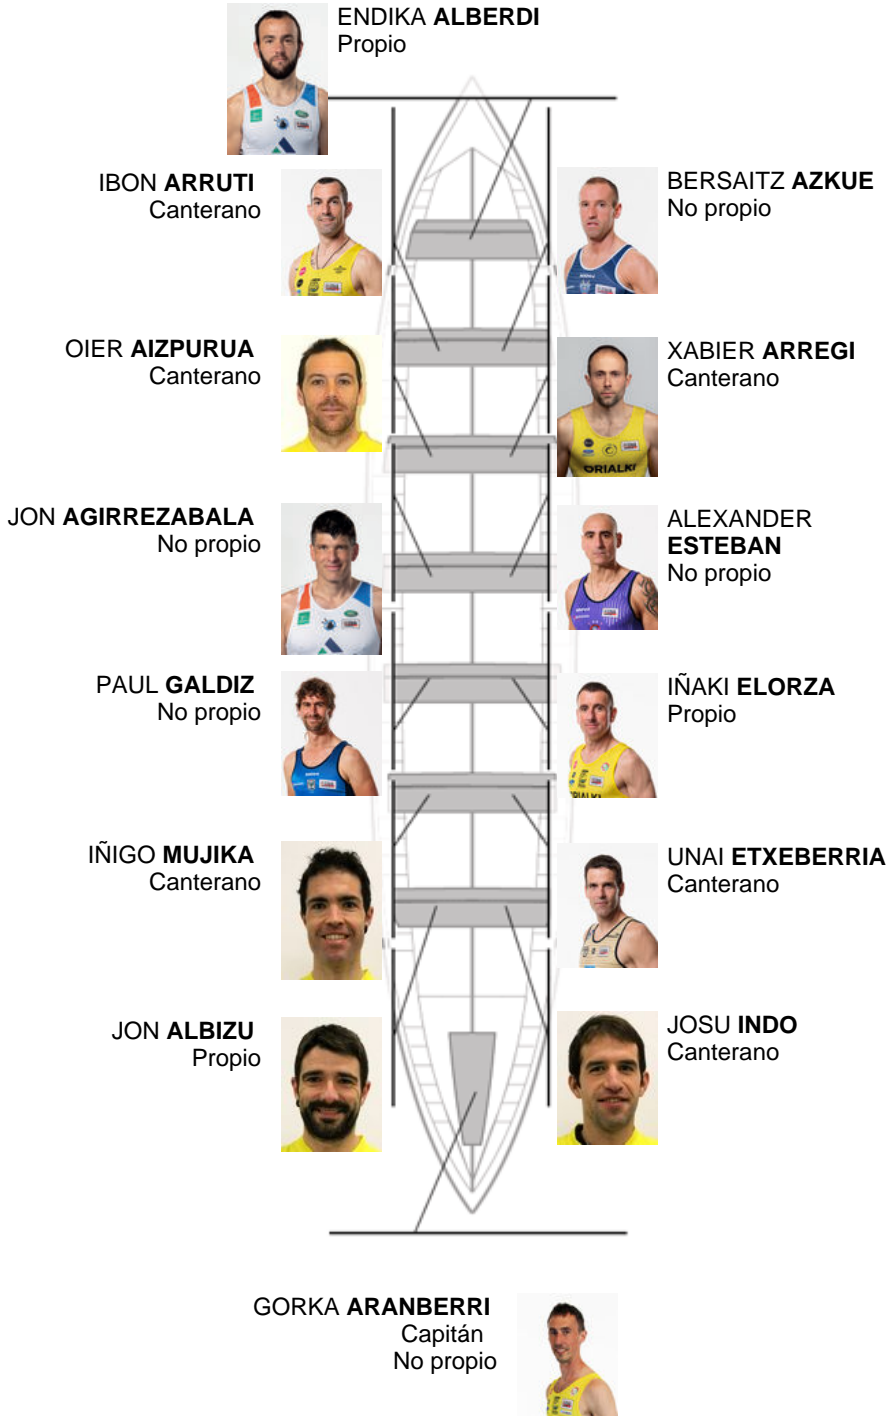 ENDIKA ALBERDI
Propio
IBON ARRUTI
Canterano
BERSAITZ AZKUE
No propio
OIER AIZPURUA
Canterano
XABIER ARREGI
Canterano
ORIALKI
JON AGIRREZABALA
No propio
ALEXANDER
ESTEBAN
No propio
PAUL GALDIZ
No propio
IÑAKI ELORZA
Propio
IÑIGO MUJIKA
Canterano
UNAI ETXEBERRIA
Canterano
JON ALBIZU
Propio
JOSU INDO
Canterano
GORKA ARANBERRI
Capitán
No propio